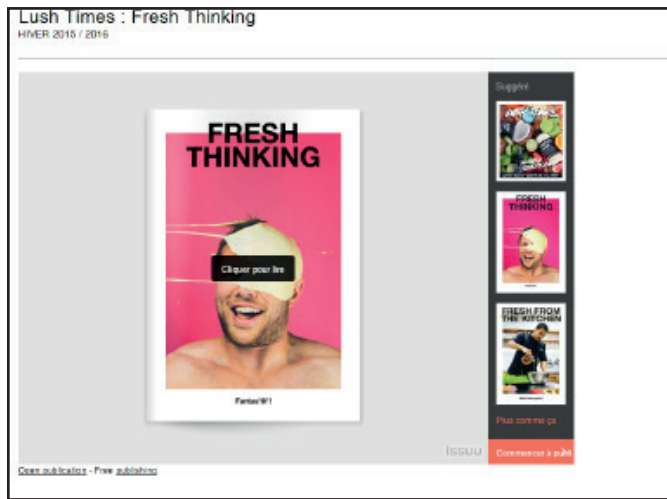 Lush Times : Fresh Thinking
HIVER 2015 / 2016
FRESH
THINKING
Cliquer pour lire
issuu
Suggéré
FRESH
THINKING
FRESH FROM
THE KITCHEN
Plus comme ça
Commencer à publi
Open publication - Free publishing